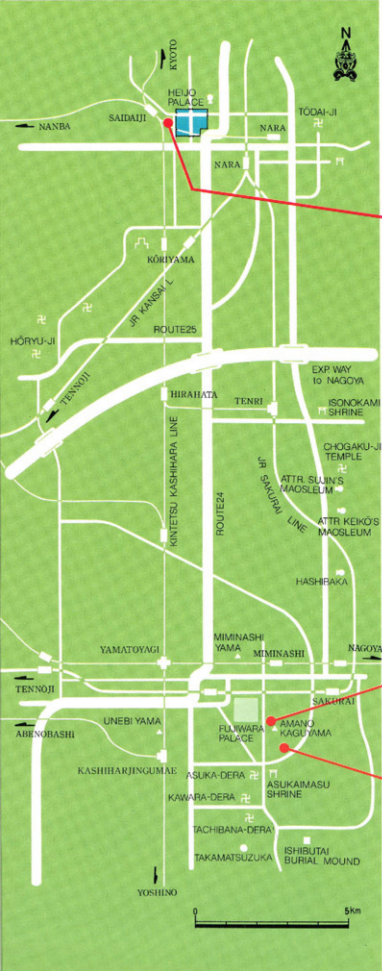 N
KYOTO
HEIJO
PALACE
SAIDAIJI
TŌDAI-JI
NANBA
NARA
NARA
KŌRIYAMA
JR KANSAI L
ROUTE25
HŌRYU-JI
EXP. WAY
to NAGOYA
TENNOJI
HIRAHATA
TENRI
ISONOKAMI
SHRINE
CHOGAKU-JI
TEMPLE
KINTETSU KASHIHARA LINE
ROUTE24
JR SAKURAI LINE
ATTR. SUJIN'S
MAOSLEUM
ATTR KEIKŌ'S
MAOSLEUM
HASHIBAKA
MIMINASHI
YAMA
YAMATOYAGI
MIMINASHI
NAGOYA
TENNŌJI
SAKURAI
UNEBI YAMA
FUJIWARA
PALACE
AMANO
KAGUYAMA
ABENOBASHI
KASHIHARJINGUMAE
ASUKA-DERA
ASUKAIMASU
SHRINE
KAWARA-DERA
TACHIBANA-DERA
TAKAMATSUZUKA
ISHIBUTAI
BURIAL MOUND
YOSHINO
0 5km